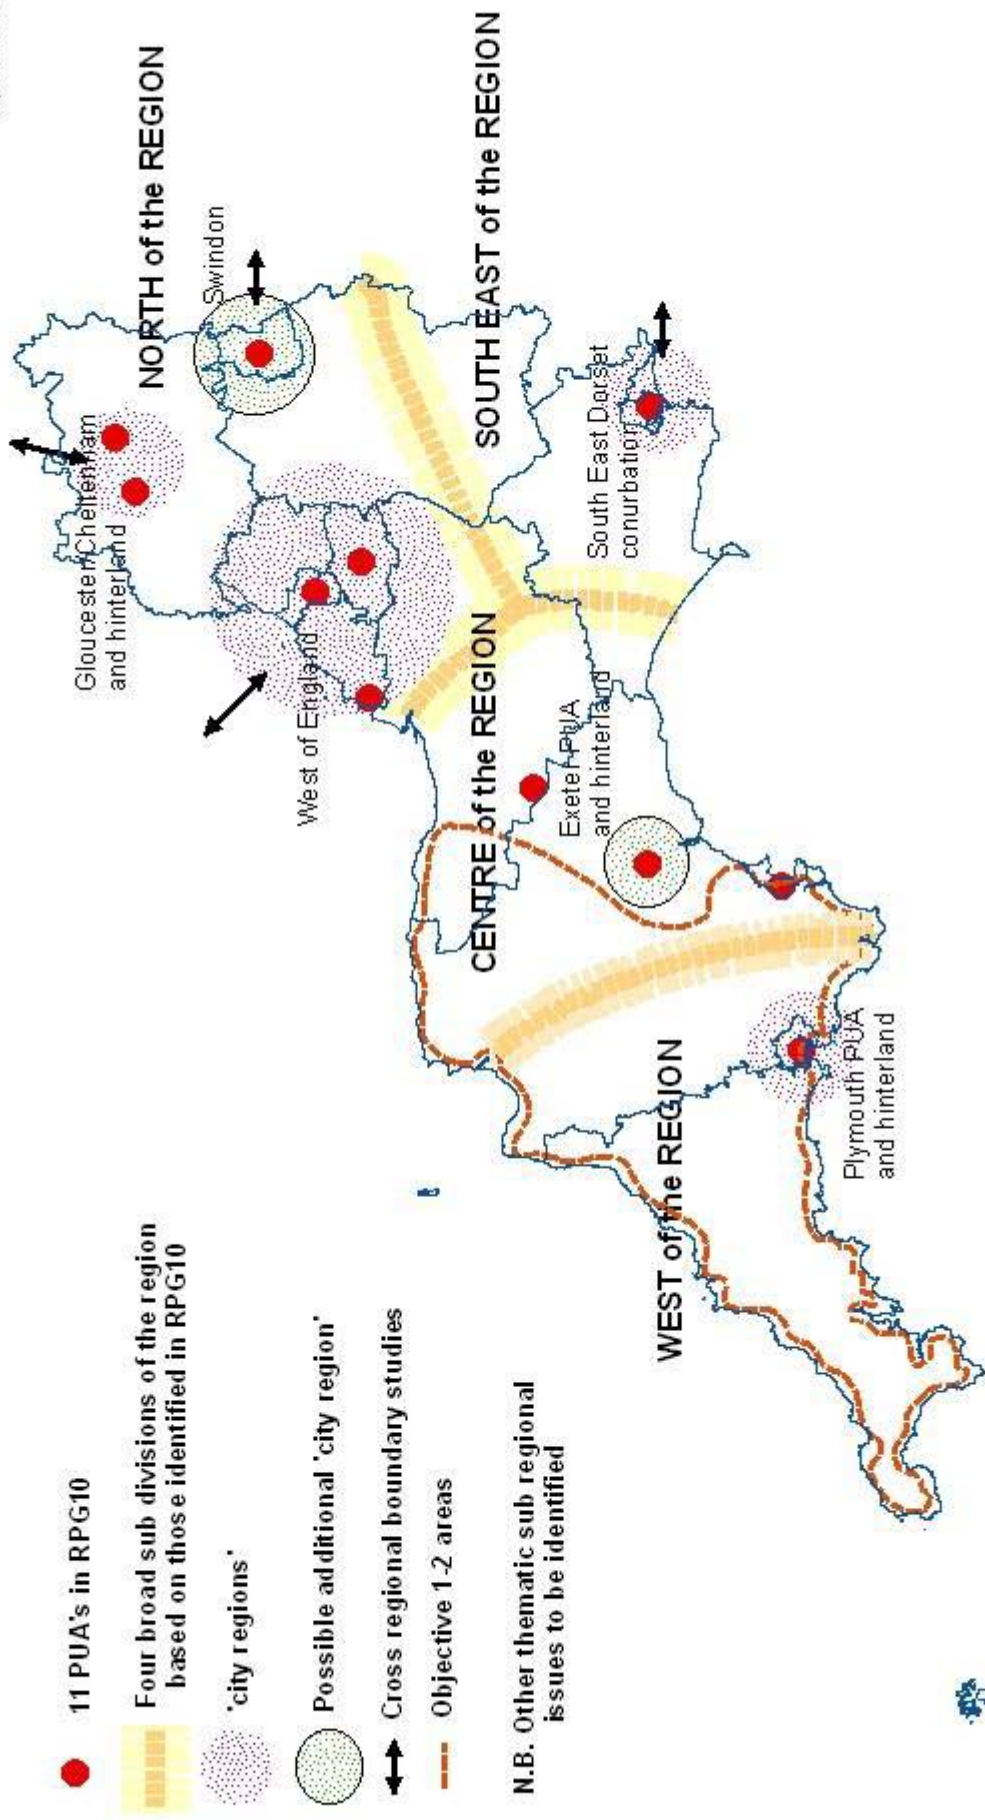 NORTH of the REGION
Swindon
Gloucester/Cheltenham
and hinterland
West of England
SOUTH EAST of the REGION
South East Dorset
conurbation
CENTRE of the REGION
Exeter PUA
and hinterland
WEST of the REGION
Plymouth PUA
and hinterland
11 PUA's in RPG10
Four broad sub divisions of the region
based on those identified in RPG10
'city regions'
Possible additional 'city region'
Cross regional boundary studies
Objective 1-2 areas
N.B. Other thematic sub regional
issues to be identified